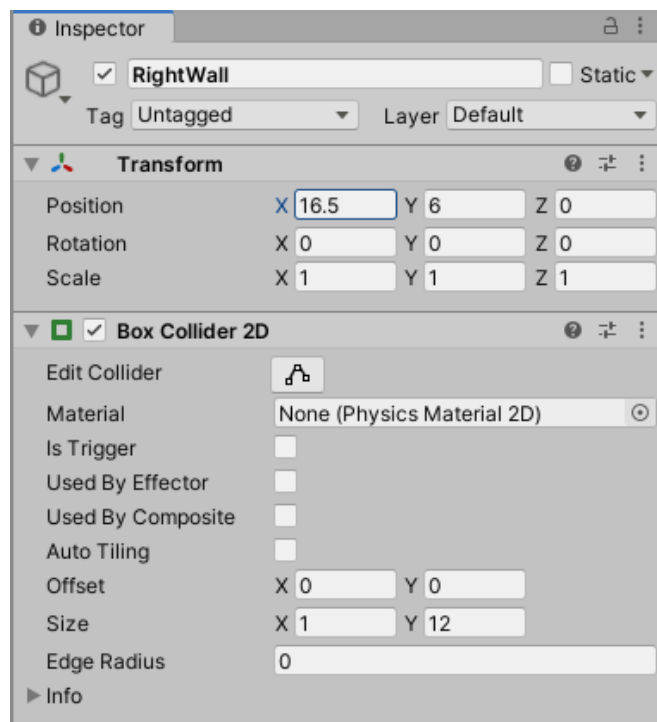 Inspector
RightWall Static
Tag Untagged Layer Default
Transform
Position X 16.5 Y 6 Z 0
Rotation X 0 Y 0 Z 0
Scale X 1 Y 1 Z 1
Box Collider 2D
Edit Collider
Material None (Physics Material 2D)
Is Trigger
Used By Effector
Used By Composite
Auto Tiling
Offset X 0 Y 0
Size X 1 Y 12
Edge Radius 0
Info